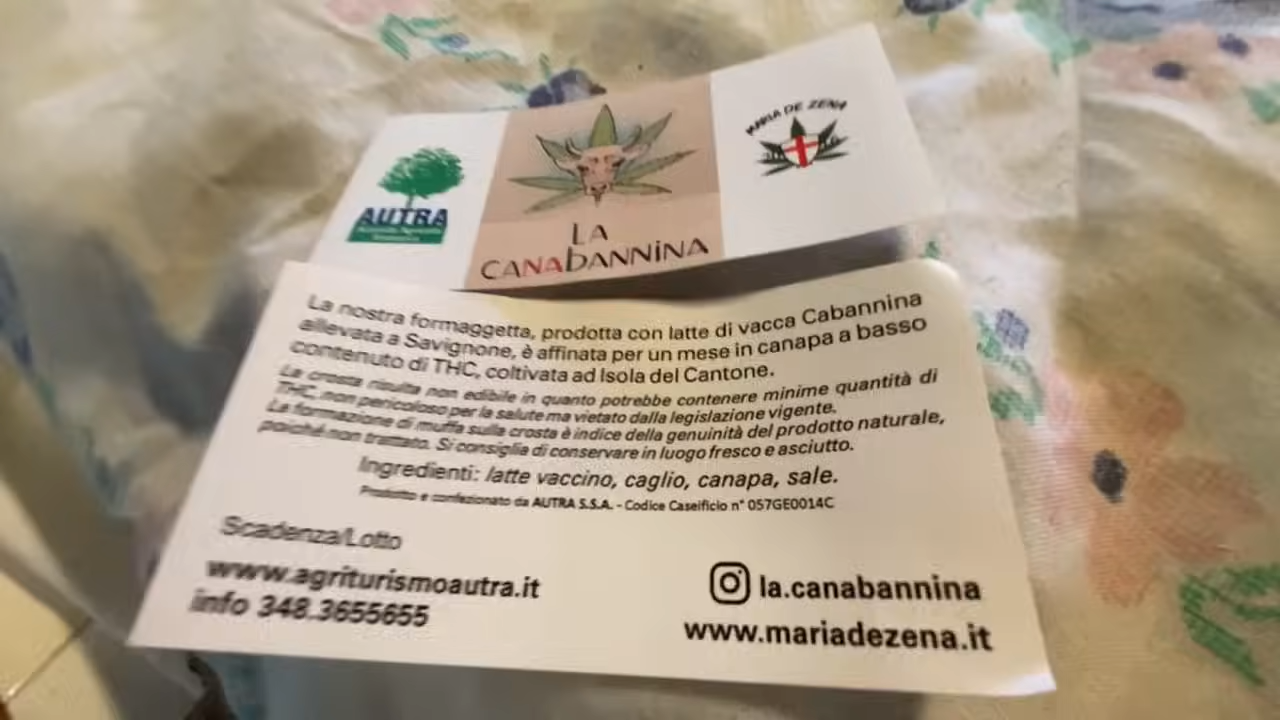 MARIA DE ZENA
AUTRA
LA
CANAbANNiNA
La nostra formaggetta, prodotta con latte di vacca Cabannina
allevata a Savignone, è affinata per un mese in canapa a basso
contenuto di THC, coltivata ad Isola del Cantone.
La crosta risulta non edibile in quanto potrebbe contenere minime quantità di
THC, non pericoloso per la salute ma vietato dalla legislazione vigente.
La formazione di muffa sulla crosta è indice della genuinità del prodotto naturale,
poichè non trattato. Si consiglia di conservare in luogo fresco e asciutto.
Ingredienti: latte vaccino, caglio, canapa, sale.
Prodotto e confezionato da AUTRA S.S.A. - Codice Caseificio n° 057GE0014C
Scadenza/Lotto
www.agriturismoautra.it
info 348.3655655
la.canabannina
www.mariadezena.it